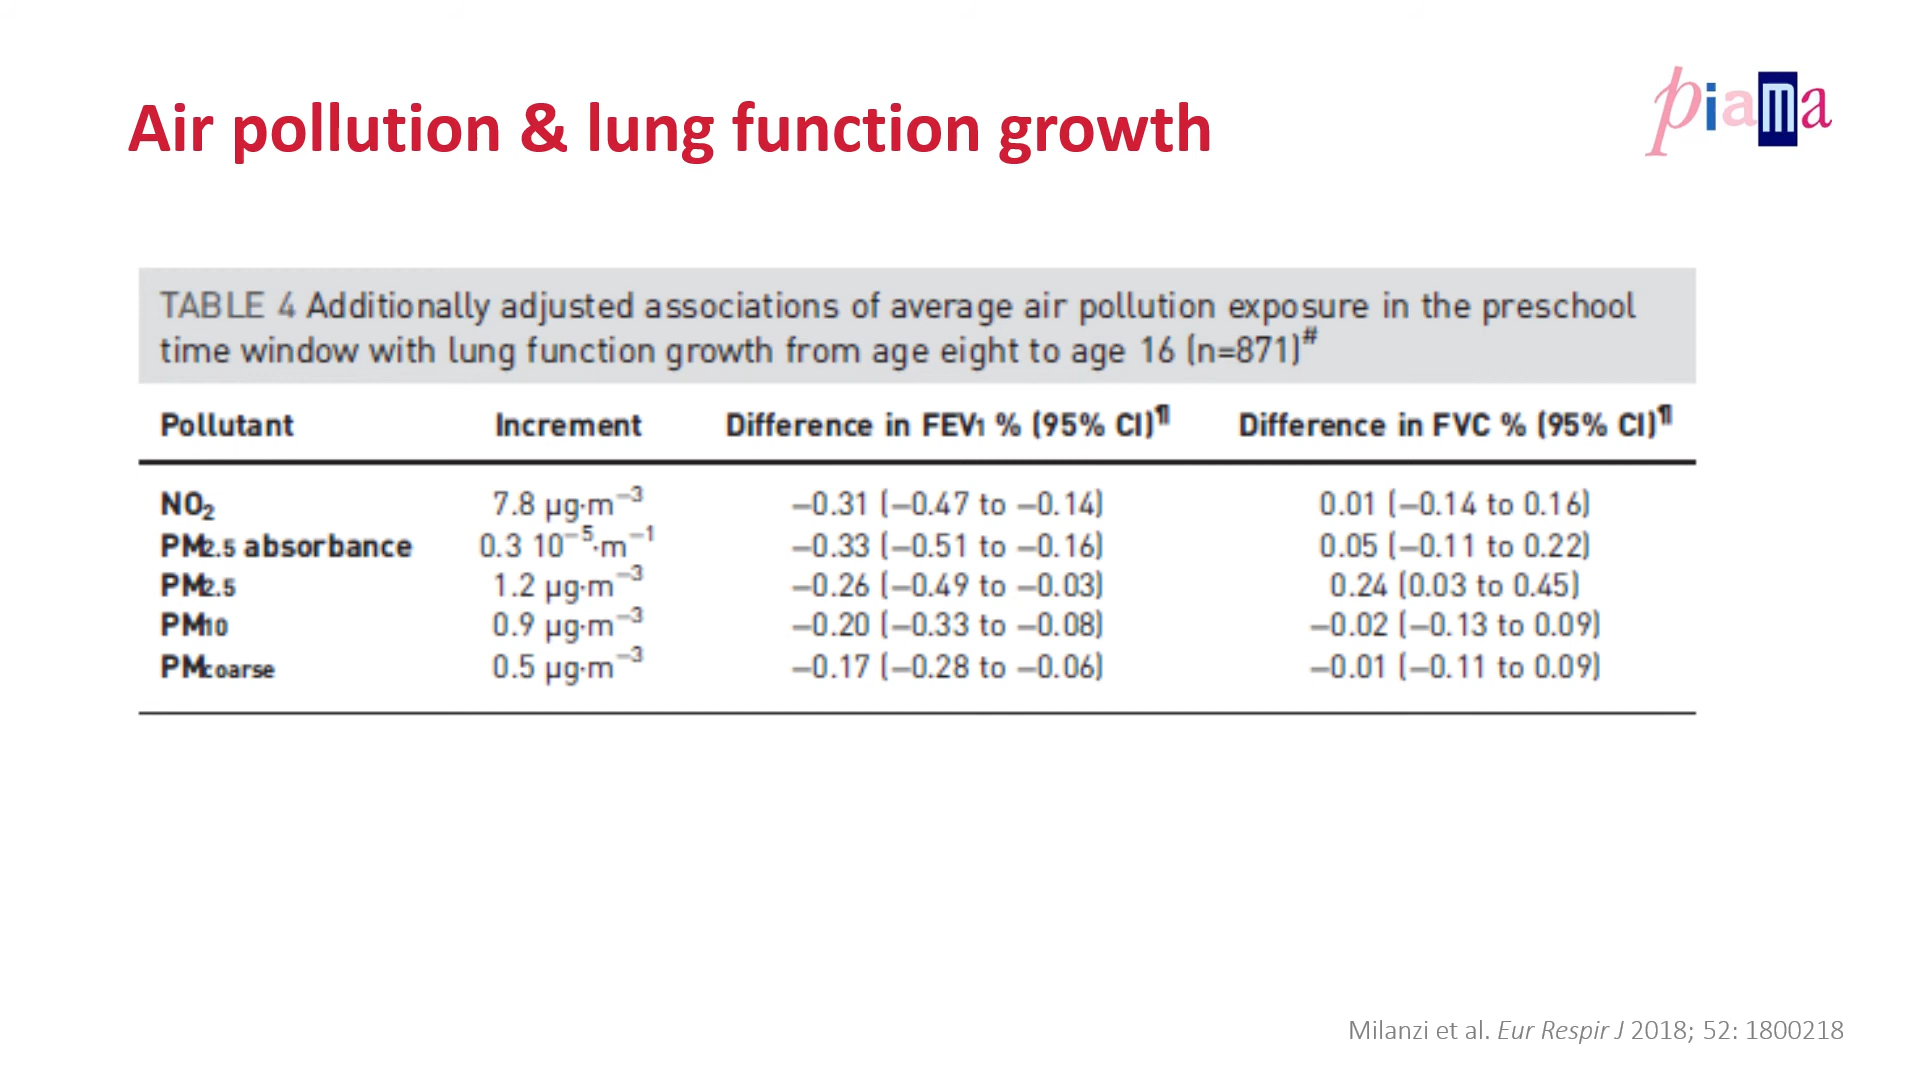 Air pollution & lung function growth
piama
TABLE 4 Additionally adjusted associations of average air pollution exposure in the preschool
time window with lung function growth from age eight to age 16 (n=871)#
Pollutant Increment Difference in FEV1 % (95% CI)¶ Difference in FVC % (95% CI)¶
NO₂ 7.8 µg·m⁻³ −0.31 (−0.47 to −0.14) 0.01 (−0.14 to 0.16)
PM2.5 absorbance 0.3 10⁻⁵·m⁻¹ −0.33 (−0.51 to −0.16) 0.05 (−0.11 to 0.22)
PM2.5 1.2 µg·m⁻³ −0.26 (−0.49 to −0.03) 0.24 (0.03 to 0.45)
PM10 0.9 µg·m⁻³ −0.20 (−0.33 to −0.08) −0.02 (−0.13 to 0.09)
PMcoarse 0.5 µg·m⁻³ −0.17 (−0.28 to −0.06) −0.01 (−0.11 to 0.09)
Milanzi et al. Eur Respir J 2018; 52: 1800218